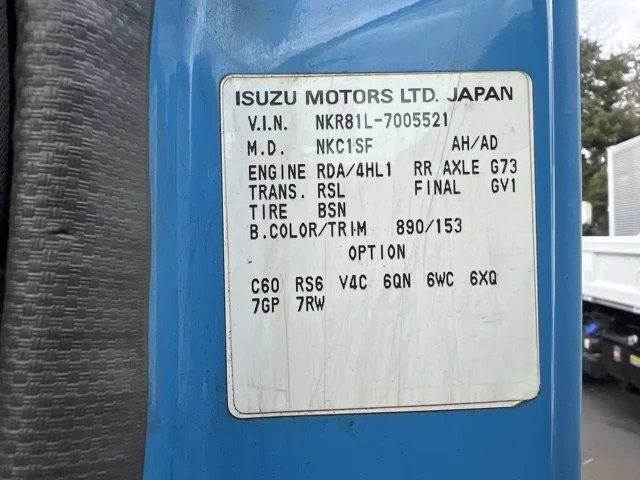 ISUZU MOTORS LTD. JAPAN
V.I.N. NKR81L-7005521
M.D. NKC1SF AH/AD
ENGINE RDA/4HL1 RR AXLE G73
TRANS. RSL FINAL GV1
TIRE BSN
B.COLOR/TRIM 890/153
OPTION
C60 RS6 V4C 6QN 6WC 6XQ
7GP 7RW